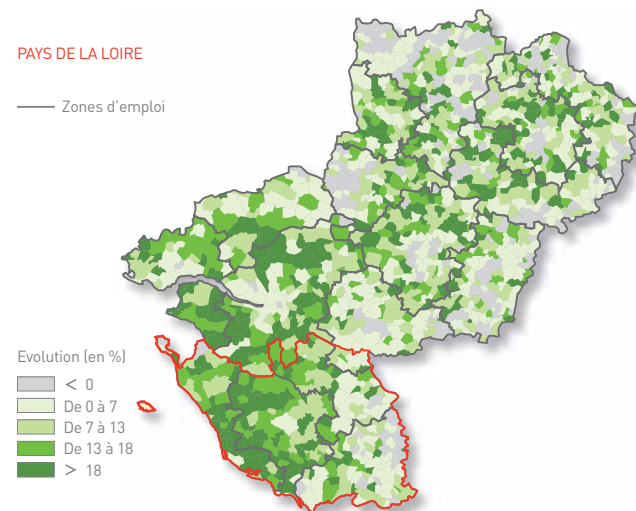 PAYS DE LA LOIRE
Zones d'emploi
Evolution (en %)
< 0
De 0 à 7
De 7 à 13
De 13 à 18
> 18